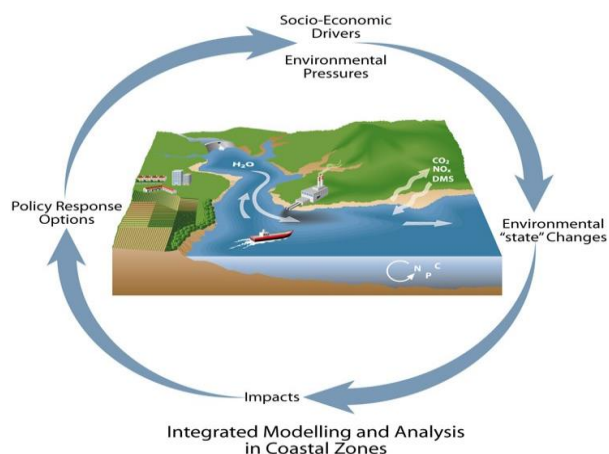 Socio-Economic
Drivers
Environmental
Pressures
H₂O
CO₂
NOₓ
DMS
Policy Response
Options
Environmental
"state" Changes
N C
P
Impacts
Integrated Modelling and Analysis
in Coastal Zones